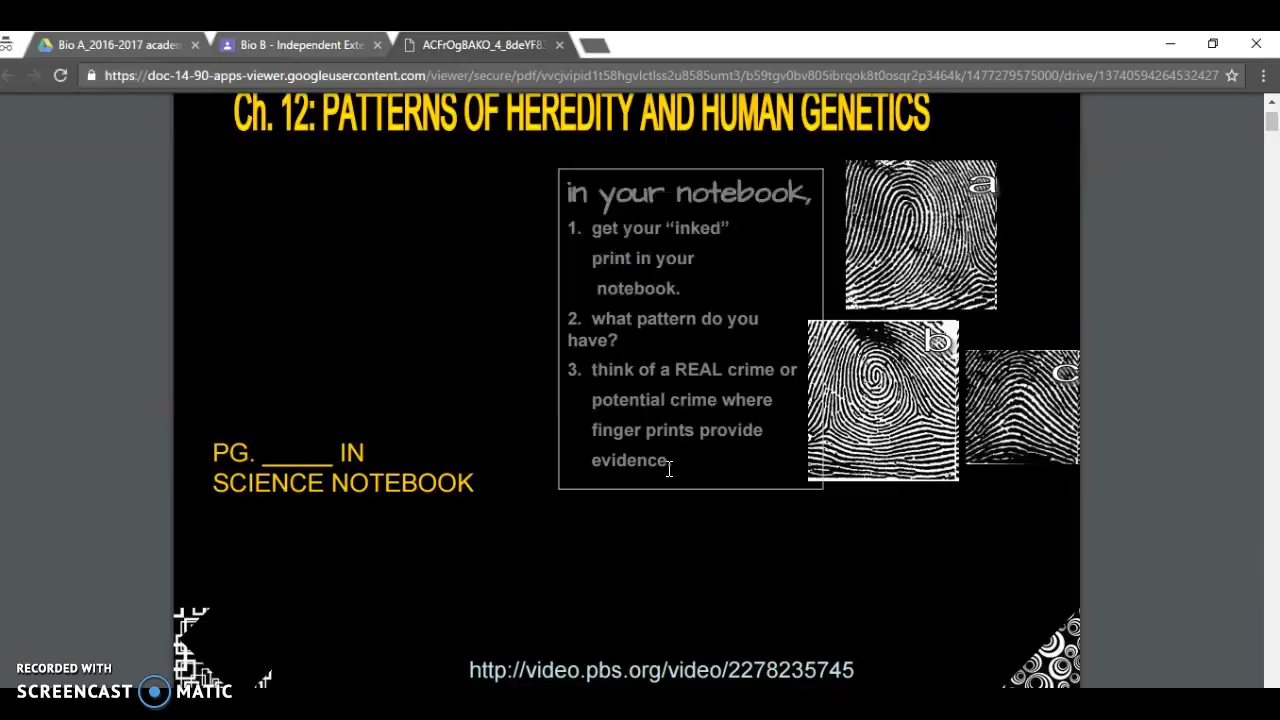 Bio A_2016-2017 academ
Bio B - Independent Exte
ACFrOgBAKO_4_8deYF83
https://doc-14-90-apps-viewer.googleusercontent.com/viewer/secure/pdf/vvcjvipid1t58hgvlctlss2u8585umt3/b59tgv0bv805ibrqok8t0osqr2p3464k/1477279575000/drive/13740594264532427
Ch. 12: PATTERNS OF HEREDITY AND HUMAN GENETICS
in your notebook,
1. get your “inked”
print in your
notebook.
2. what pattern do you
have?
3. think of a REAL crime or
potential crime where
finger prints provide
evidence.
a
b
c
PG. _____ IN
SCIENCE NOTEBOOK
http://video.pbs.org/video/2278235745
RECORDED WITH
SCREENCAST MATIC